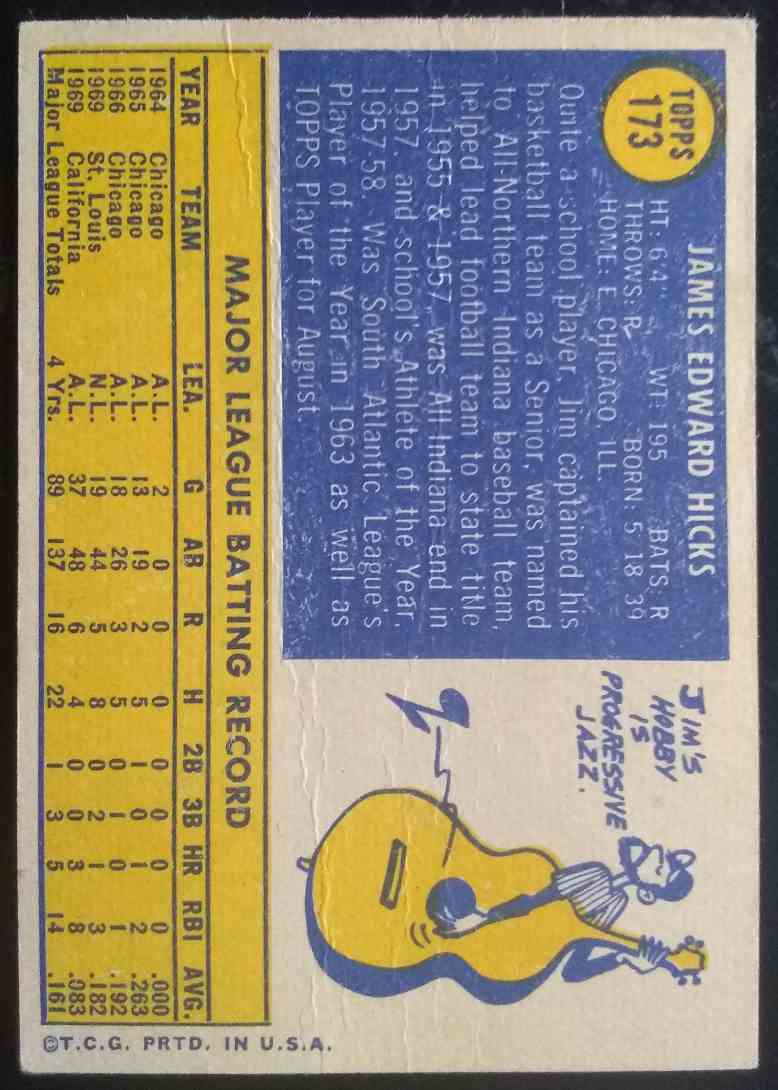 TOPPS
173
JAMES EDWARD HICKS
HT: 6'4" WT: 195 BATS: R
THROWS: R BORN: 5-18-39
HOME: E. CHICAGO, ILL.
Quite a school player, Jim captained his
basketball team as a Senior, was named
to All-Northern Indiana baseball team,
helped lead football team to state title
in 1955 & 1957, was All-Indiana end in
1957, and school's Athlete of the Year,
1957-58. Was South Atlantic League's
Player of the Year in 1963 as well as
TOPPS Player for August.
JIM'S
HOBBY
IS
PROGRESSIVE
JAZZ.
MAJOR LEAGUE BATTING RECORD
YEAR TEAM LEA. G AB R H 2B 3B HR RBI AVG.
1964 Chicago A.L. 2 0 0 0 0 0 0 0 .000
1965 Chicago A.L. 13 19 2 5 1 0 1 2 .263
1966 Chicago A.L. 18 26 3 5 0 1 0 1 .192
1969 St. Louis N.L. 19 44 5 8 0 2 1 3 .182
1969 California A.L. 37 48 6 4 0 0 3 8 .083
Major League Totals 4 Yrs. 89 137 16 22 1 3 5 14 .161
©T.C.G. PRTD. IN U.S.A.